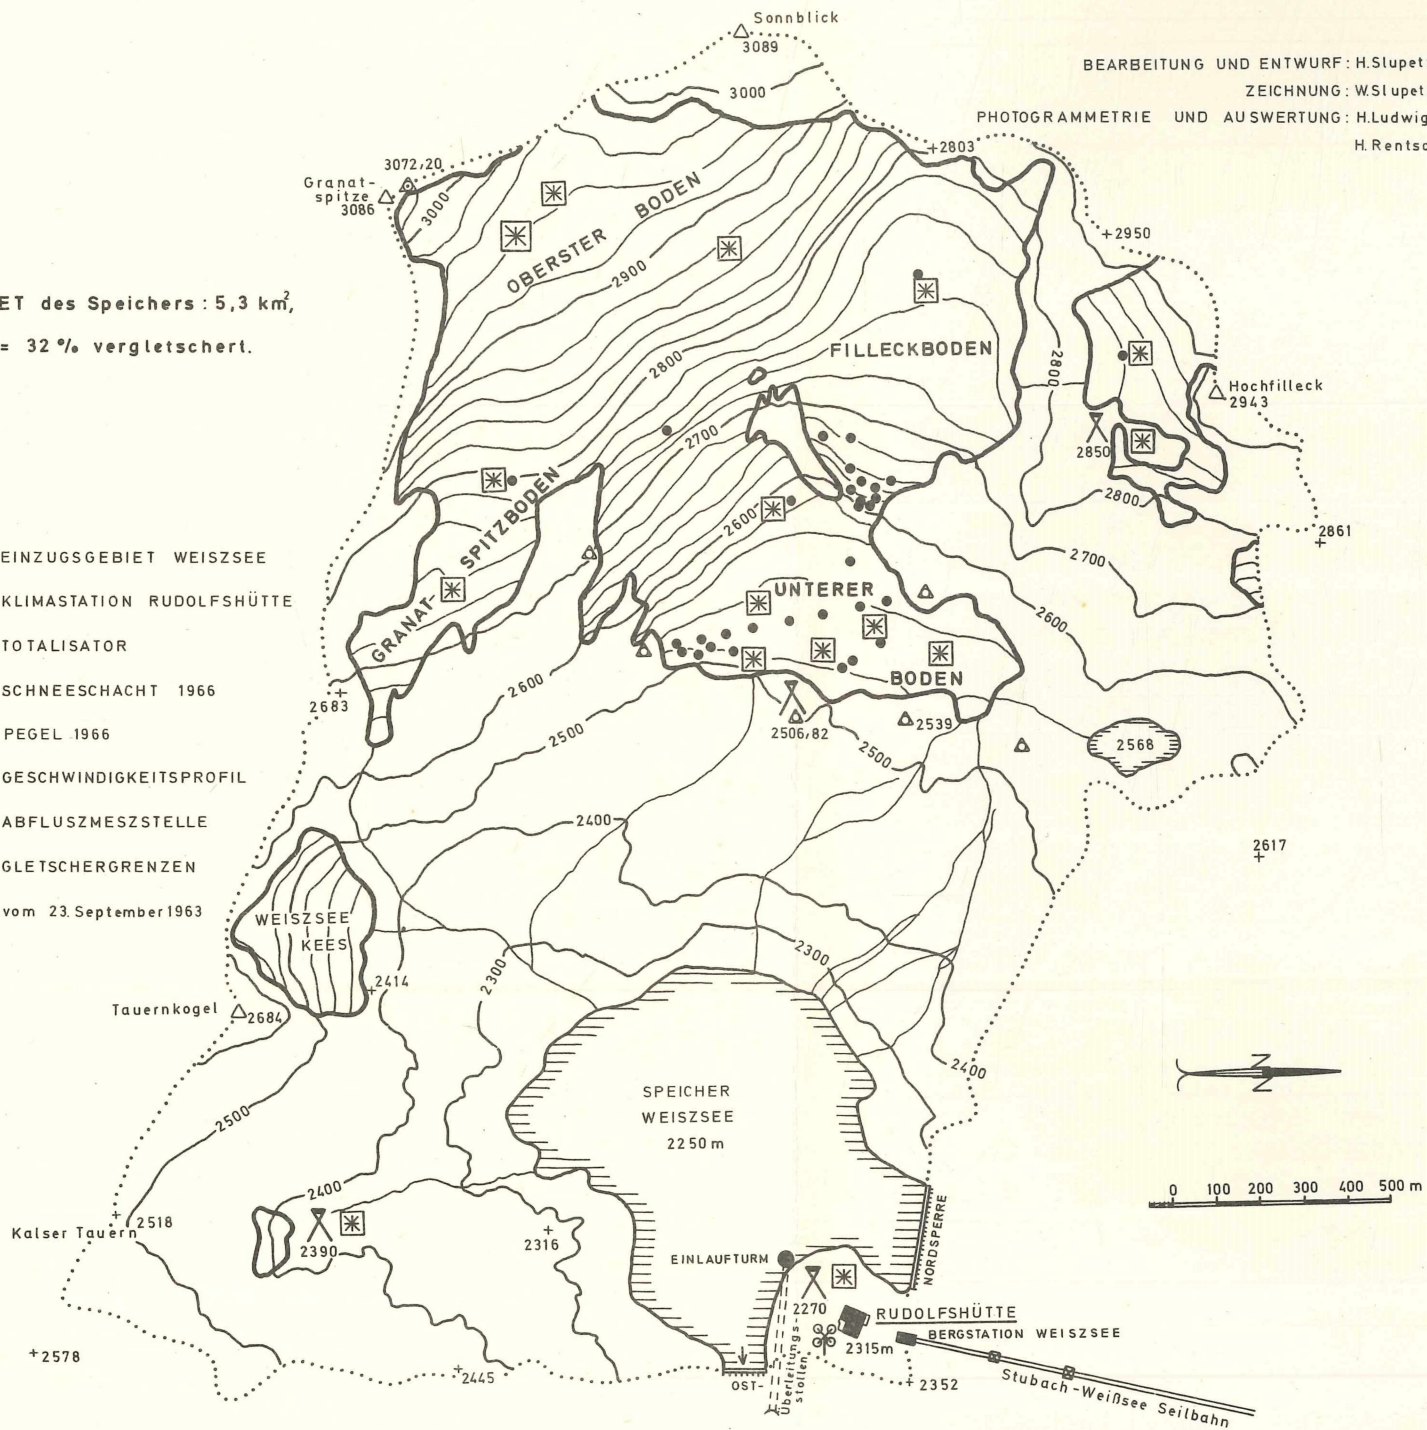 Sonnblick
3089
BEARBEITUNG UND ENTWURF: H.Slupet
ZEICHNUNG: W.Slupet
PHOTOGRAMMETRIE UND AUSWERTUNG: H.Ludwig
H.Rentsc
3000
+2803
3072,20
Granat-
spitze
3086
3000
OBERSTER BODEN
+2950
2900
ET des Speichers : 5,3 km²,
= 32 % vergletschert.
FILLECKBODEN
2800
2800
Hochfilleck
2943
2700
2850
2800
GRANAT-
SPITZBODEN
2600
2861
2700
EINZUGSGEBIET WEISZSEE
KLIMASTATION RUDOLFSHÜTTE
TOTALISATOR
SCHNEESCHACHT 1966
PEGEL 1966
GESCHWINDIGKEITSPROFIL
ABFLUSZMESZSTELLE
GLETSCHERGRENZEN
vom 23. September 1963
UNTERER
BODEN
2600
2600
2683
2500
2506,82
2539
2500
2568
2400
2617
WEISZSEE
KEES
2414
2300
2300
Tauernkogel
2684
2400
SPEICHER
WEISZSEE
2250 m
2500
N
0 100 200 300 400 500 m
2400
Kalser Tauern
2518
2390
2316
NORDSPERRE
EINLAUFTURM
2270
RUDOLFSHÜTTE
2315m
BERGSTATION WEISZSEE
+2578
2445
OST-
Überleitungs-
stollen
+2352
Stubach-Weißsee Seilbahn